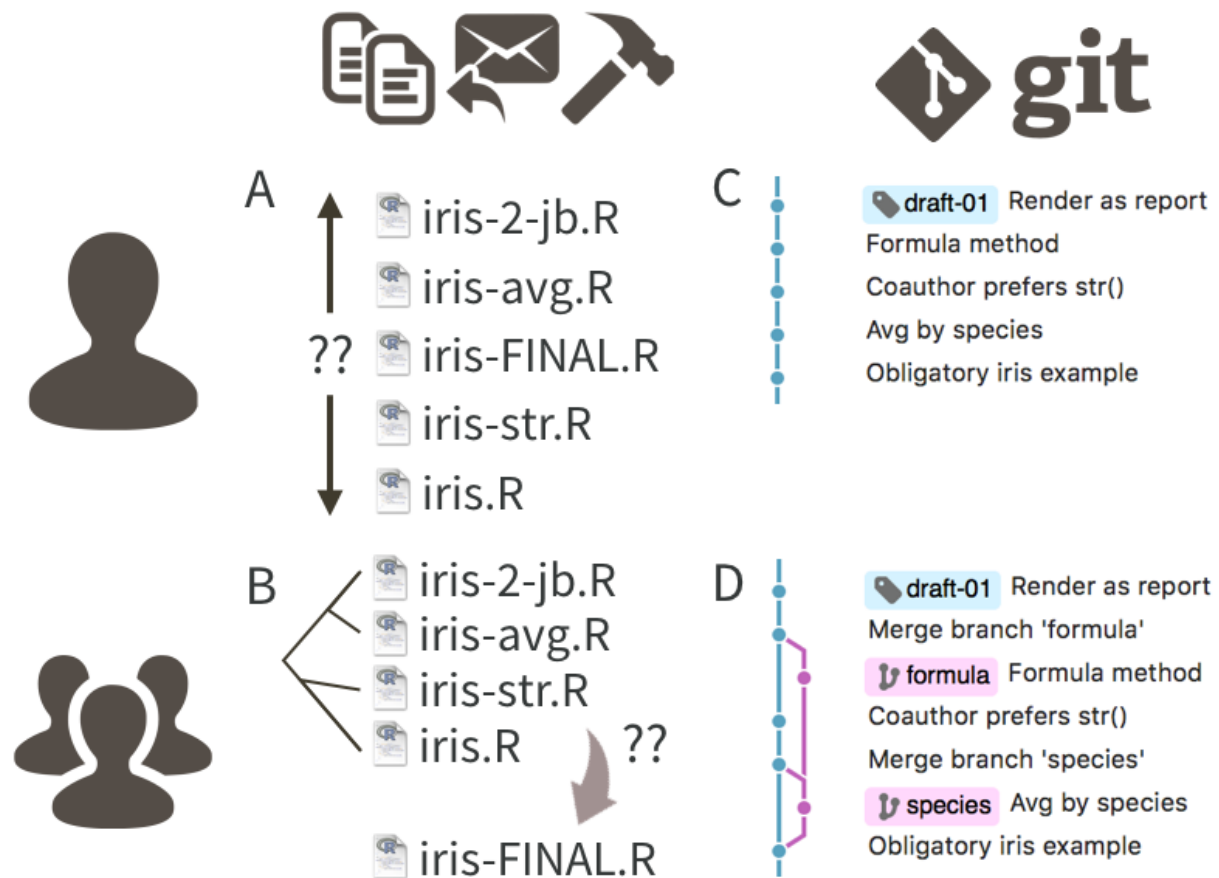 git
A
??
iris-2-jb.R
iris-avg.R
iris-FINAL.R
iris-str.R
iris.R
C
draft-01 Render as report
Formula method
Coauthor prefers str()
Avg by species
Obligatory iris example
B
iris-2-jb.R
iris-avg.R
iris-str.R
iris.R
??
iris-FINAL.R
D
draft-01 Render as report
Merge branch 'formula'
formula Formula method
Coauthor prefers str()
Merge branch 'species'
species Avg by species
Obligatory iris example